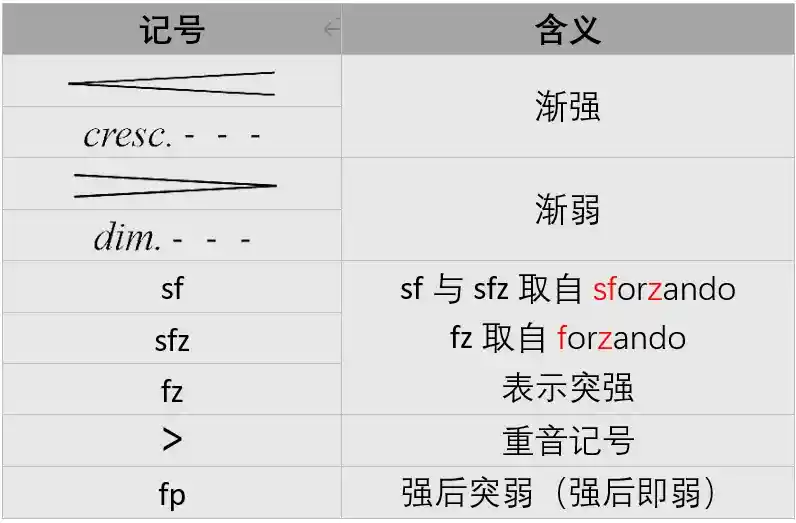 记号
含义
渐强
cresc. - - -
渐弱
dim. - - -
sf
sf 与 sfz 取自 sforzando
sfz
fz 取自 forzando
fz
表示突强
>
重音记号
fp
强后突弱（强后即弱）